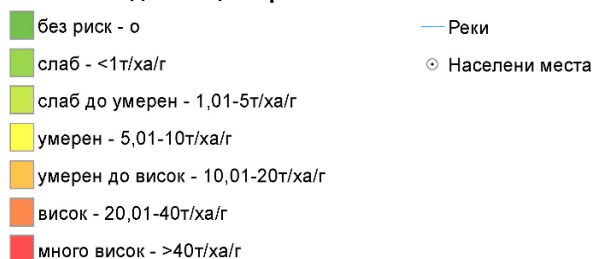 без риск - о
слаб - <1т/ха/г
слаб до умерен - 1,01-5т/ха/г
умерен - 5,01-10т/ха/г
умерен до висок - 10,01-20т/ха/г
висок - 20,01-40т/ха/г
много висок - >40т/ха/г
Реки
Населени места